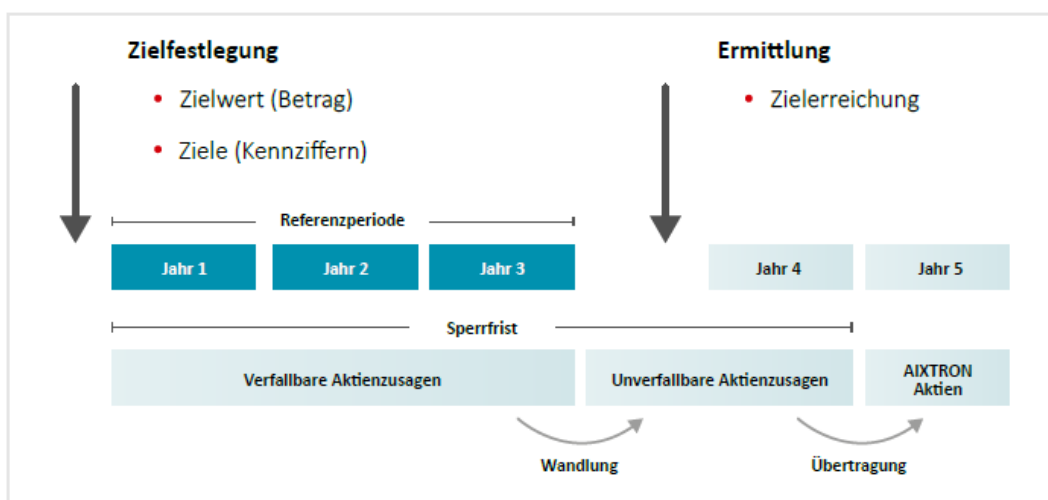 Zielfestlegung
• Zielwert (Betrag)
• Ziele (Kennziffern)
Ermittlung
• Zielerreichung
Referenzperiode
Jahr 1
Jahr 2
Jahr 3
Jahr 4
Jahr 5
Sperrfrist
Verfallbare Aktienzusagen
Unverfallbare Aktienzusagen
AIXTRON
Aktien
Wandlung
Übertragung